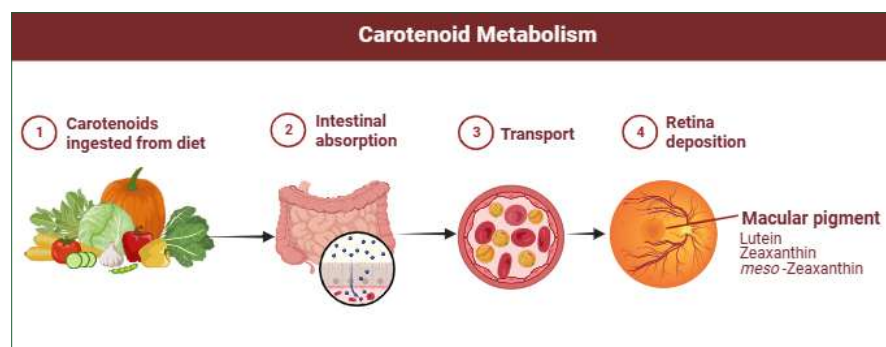 Carotenoid Metabolism
1
Carotenoids
ingested from diet
2
Intestinal
absorption
3
Transport
4
Retina
deposition
Macular pigment
Lutein
Zeaxanthin
meso -Zeaxanthin